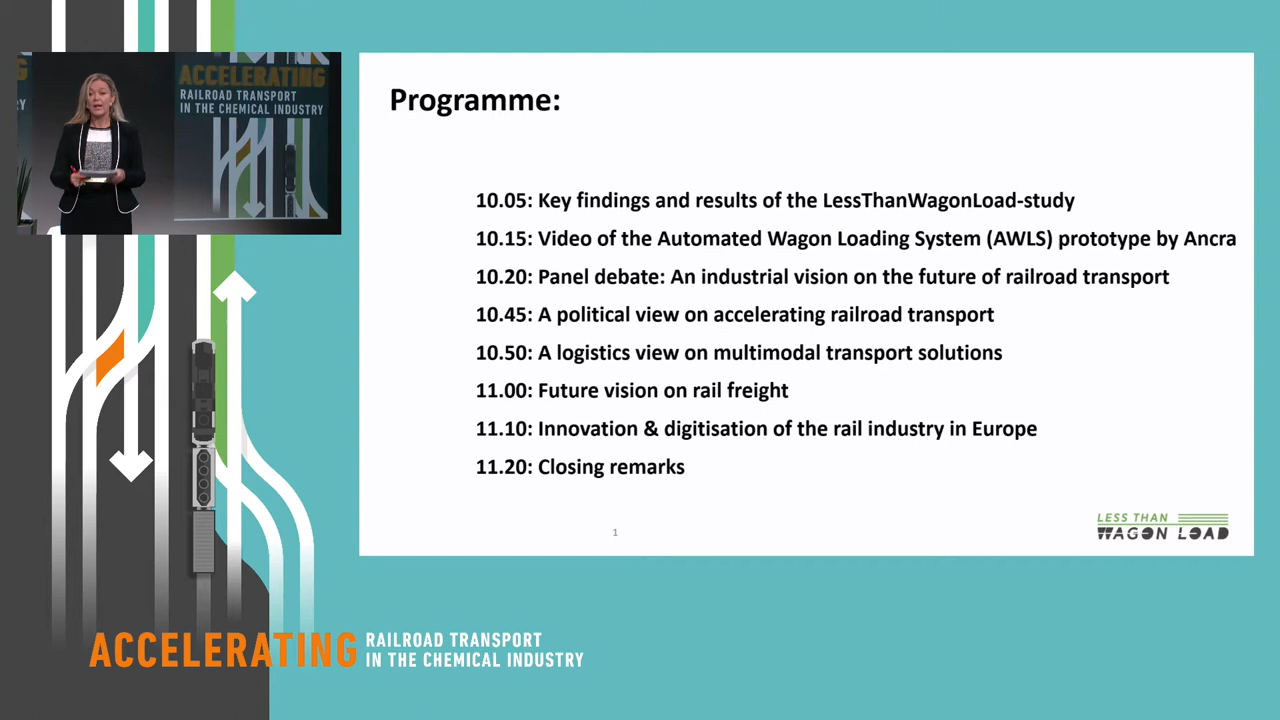 ACCELERATING
RAILROAD TRANSPORT
IN THE CHEMICAL INDUSTRY
Programme:
10.05: Key findings and results of the LessThanWagonLoad-study
10.15: Video of the Automated Wagon Loading System (AWLS) prototype by Ancra
10.20: Panel debate: An industrial vision on the future of railroad transport
10.45: A political view on accelerating railroad transport
10.50: A logistics view on multimodal transport solutions
11.00: Future vision on rail freight
11.10: Innovation & digitisation of the rail industry in Europe
11.20: Closing remarks
1
LESS THAN
WAGON LOAD
ACCELERATING
RAILROAD TRANSPORT
IN THE CHEMICAL INDUSTRY